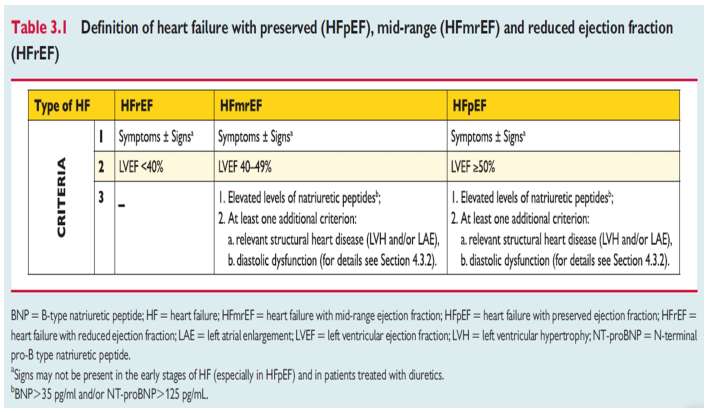 Table 3.1 Definition of heart failure with preserved (HFpEF), mid-range (HFmrEF) and reduced ejection fraction
(HFrEF)
Type of HF HFrEF HFmrEF HFpEF
CRITERIA
1 Symptoms ± Signsᵃ Symptoms ± Signsᵃ Symptoms ± Signsᵃ
2 LVEF <40% LVEF 40–49% LVEF ≥50%
3 – 1. Elevated levels of natriuretic peptidesᵇ; 1. Elevated levels of natriuretic peptidesᵇ;
2. At least one additional criterion: 2. At least one additional criterion:
a. relevant structural heart disease (LVH and/or LAE), a. relevant structural heart disease (LVH and/or LAE),
b. diastolic dysfunction (for details see Section 4.3.2). b. diastolic dysfunction (for details see Section 4.3.2).
BNP = B-type natriuretic peptide; HF = heart failure; HFmrEF = heart failure with mid-range ejection fraction; HFpEF = heart failure with preserved ejection fraction; HFrEF =
heart failure with reduced ejection fraction; LAE = left atrial enlargement; LVEF = left ventricular ejection fraction; LVH = left ventricular hypertrophy; NT-proBNP = N-terminal
pro-B type natriuretic peptide.
ᵃSigns may not be present in the early stages of HF (especially in HFpEF) and in patients treated with diuretics.
ᵇBNP>35 pg/ml and/or NT-proBNP>125 pg/mL.